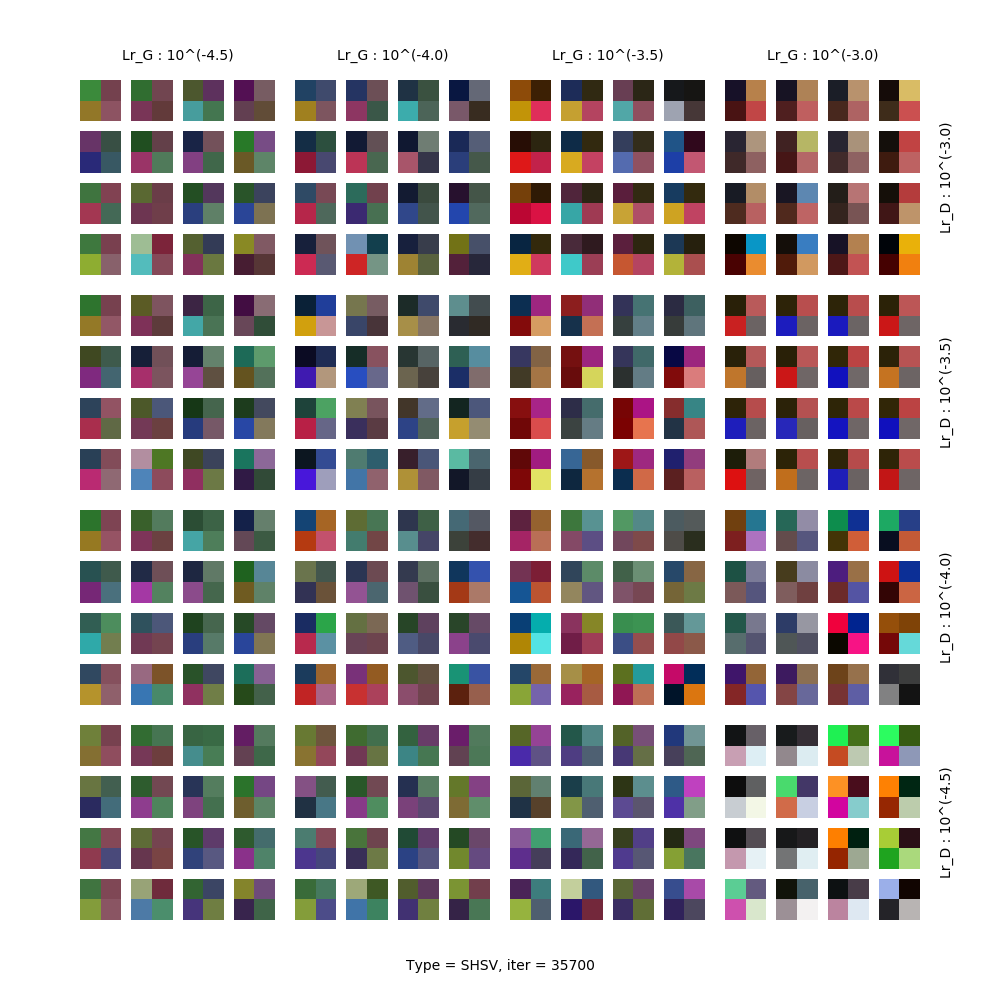 Lr_G : 10^(-4.5)
Lr_G : 10^(-4.0)
Lr_G : 10^(-3.5)
Lr_G : 10^(-3.0)
Lr_D : 10^(-3.0)
Lr_D : 10^(-3.5)
Lr_D : 10^(-4.0)
Lr_D : 10^(-4.5)
Type = SHSV, iter = 35700